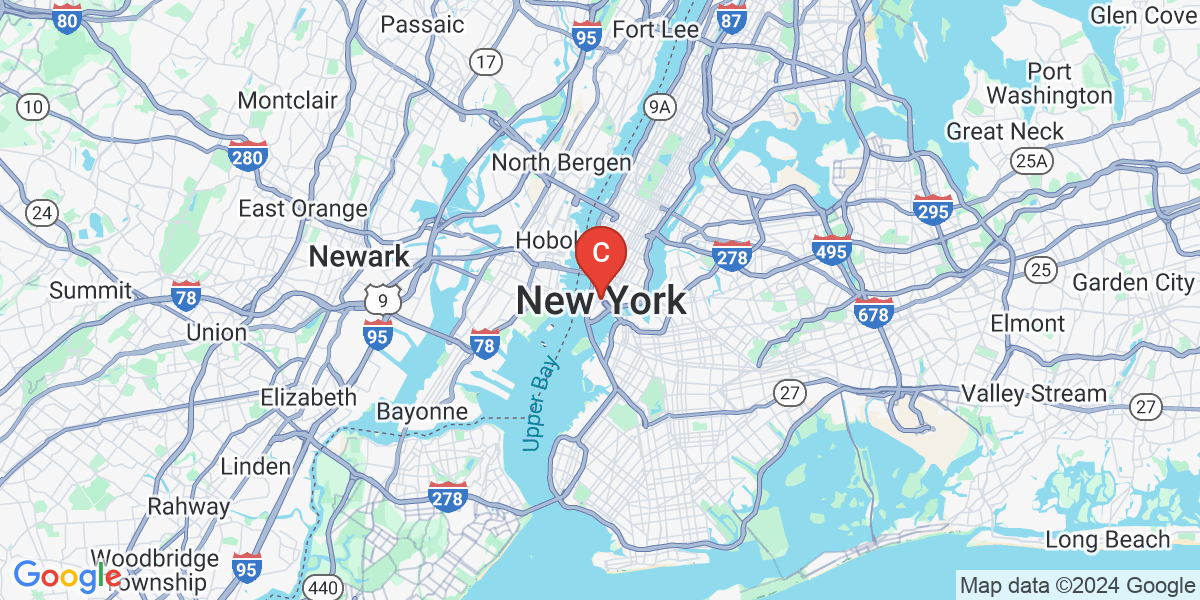 80
Passaic
95
Fort Lee
87
Glen Cove
17
Port
Washington
10
Montclair
9A
Great Neck
280
North Bergen
25A
24
East Orange
295
Hobok
C
Newark
278
495
25
Summit
78
9
New York
Garden City
678
Union
95
78
Elmont
Upper Bay
Elizabeth
Bayonne
27
Valley Stream
27
Linden
278
Rahway
Long Beach
Woodbridge
Township
95
440
Google
Map data ©2024 Google